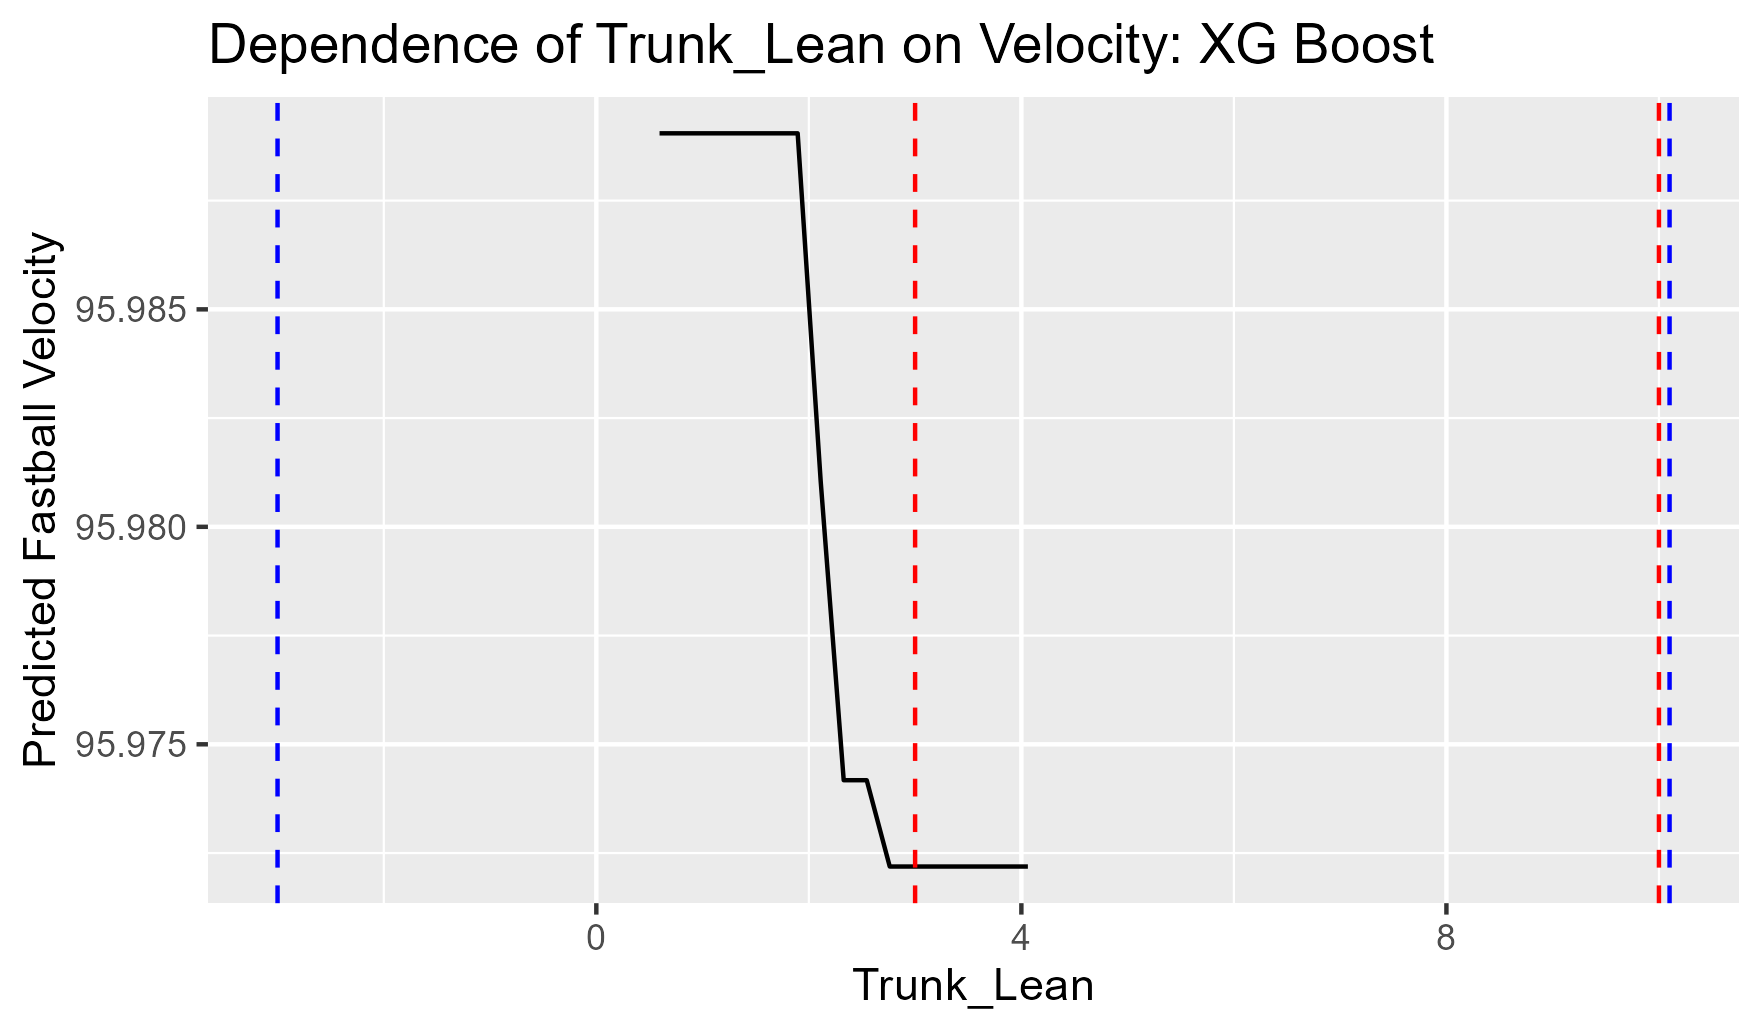 Dependence of Trunk_Lean on Velocity: XG Boost
Predicted Fastball Velocity
95.985
95.980
95.975
0
4
8
Trunk_Lean